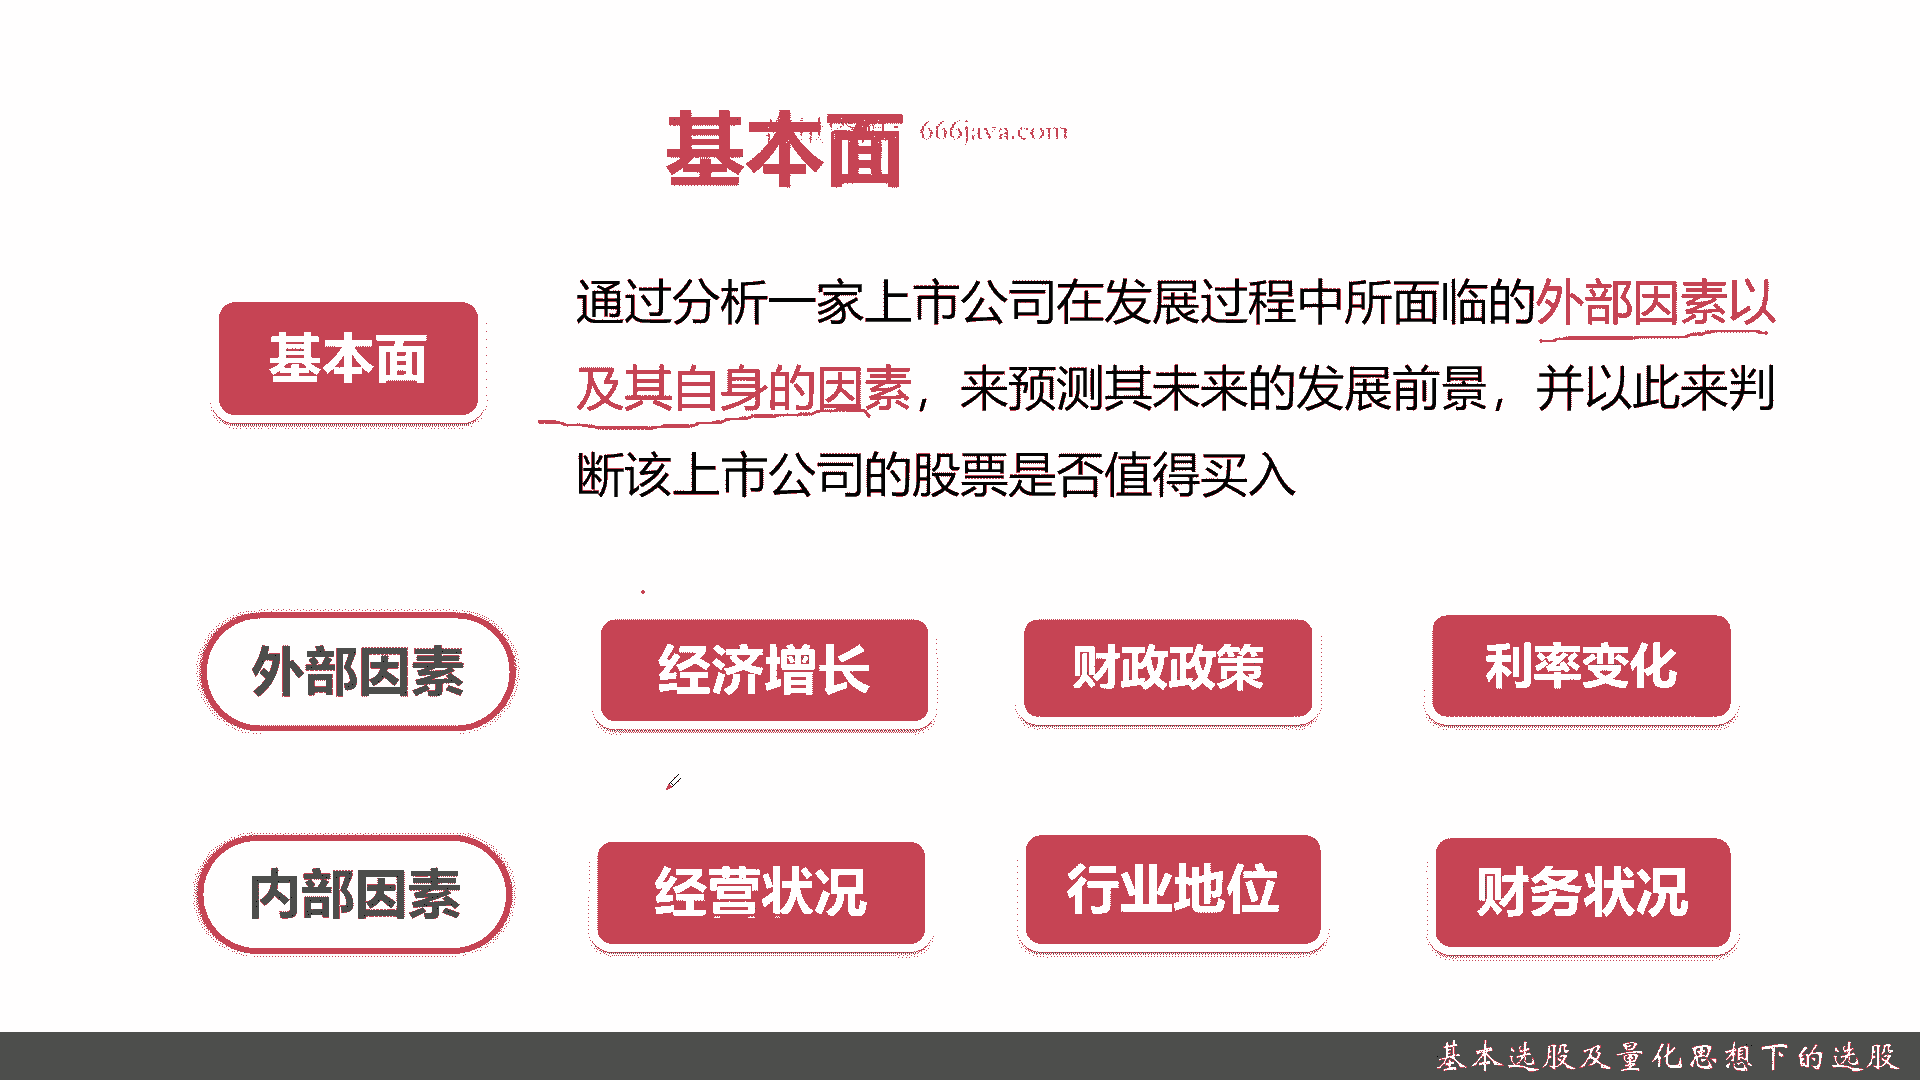 基本面
666java.com
基本面
通过分析一家上市公司在发展过程中所面临的外部因素以
及其自身的因素，来预测其未来的发展前景，并以此来判
断该上市公司的股票是否值得买入
外部因素
经济增长
财政政策
利率变化
内部因素
经营状况
行业地位
财务状况
基本选股及量化思想下的选股